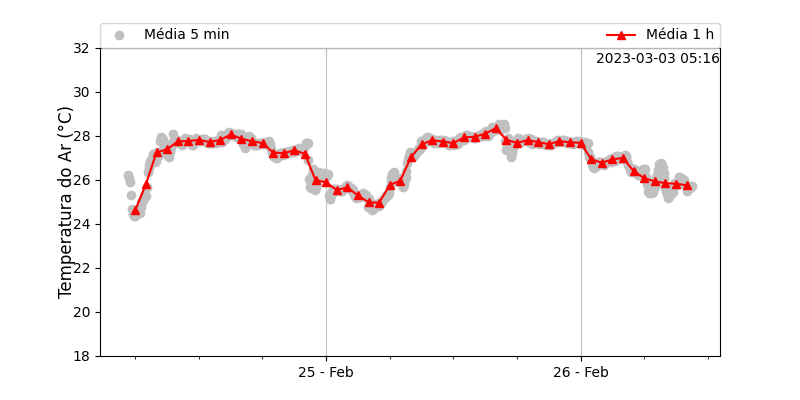 Média 5 min
Média 1 h
2023-03-03 05:16
Temperatura do Ar (°C)
32
30
28
26
24
22
20
18
25 - Feb
26 - Feb